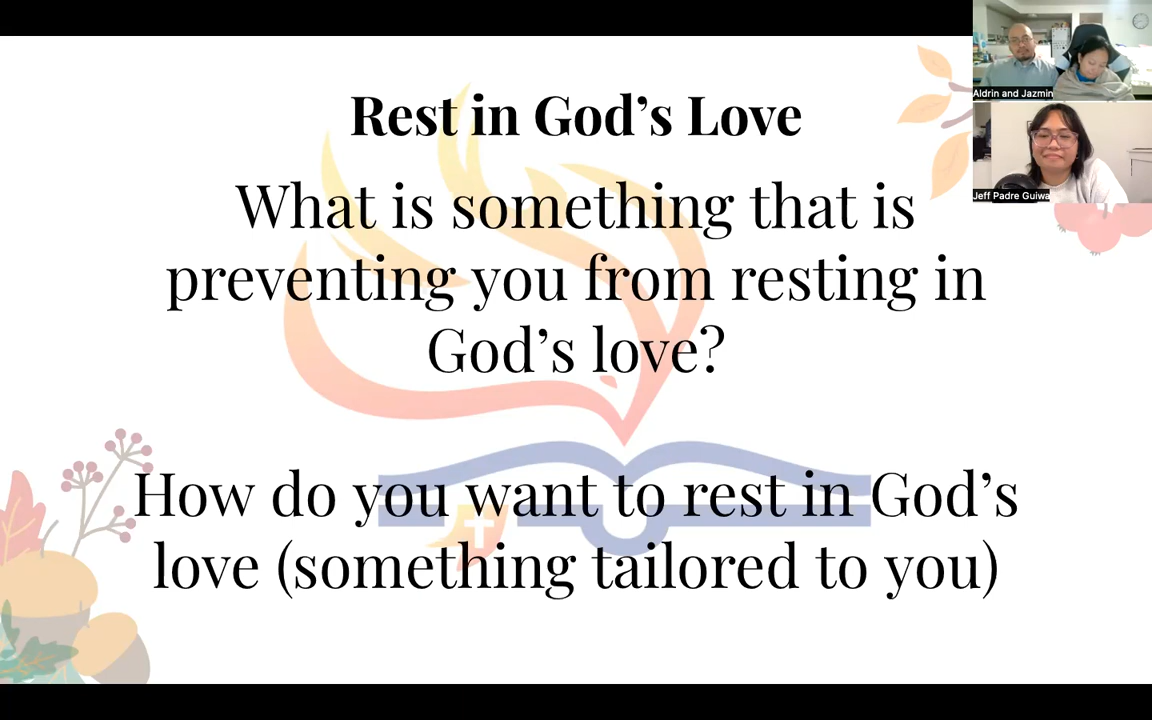 Rest in God’s Love
What is something that is
preventing you from resting in
God’s love?
How do you want to rest in God’s
love (something tailored to you)
Aldrin and Jazmin
Jeff Padre Guiwa